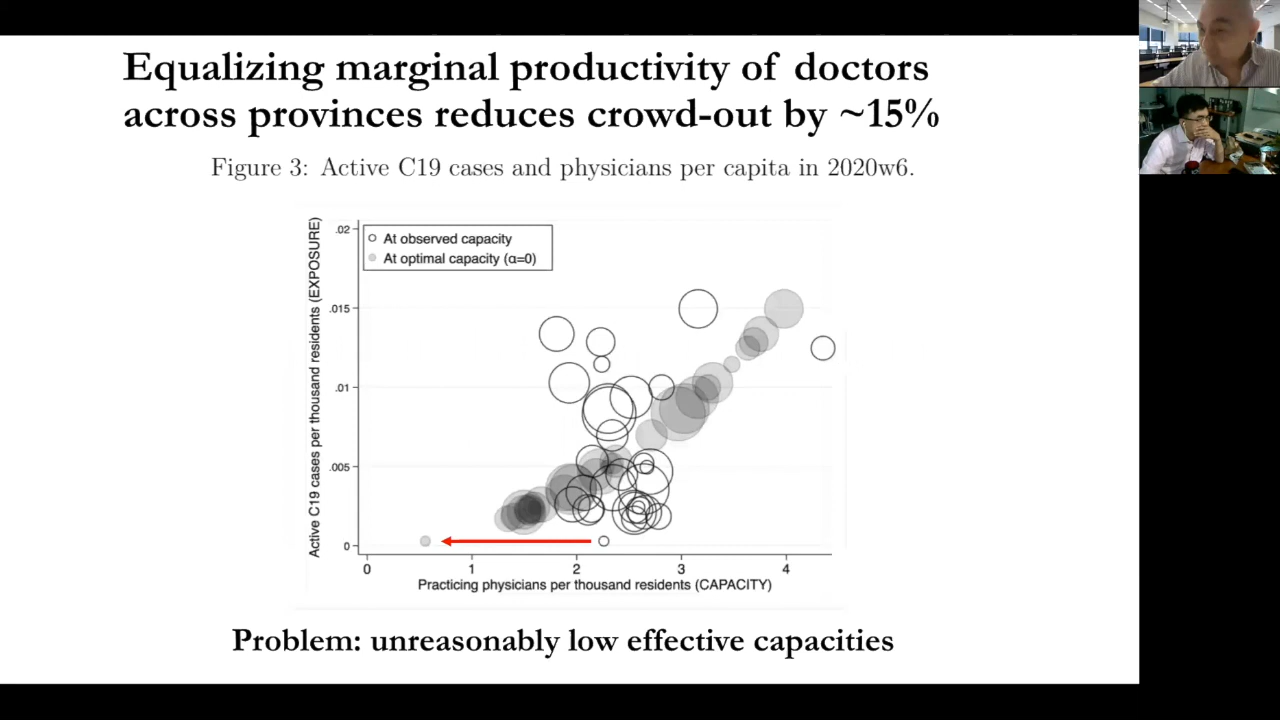 Equalizing marginal productivity of doctors
across provinces reduces crowd-out by ~15%
Figure 3: Active C19 cases and physicians per capita in 2020w6.
Active C19 cases per thousand residents (EXPOSURE)
.02
.015
.01
.005
0
At observed capacity
At optimal capacity (α=0)
0 1 2 3 4
Practicing physicians per thousand residents (CAPACITY)
Problem: unreasonably low effective capacities